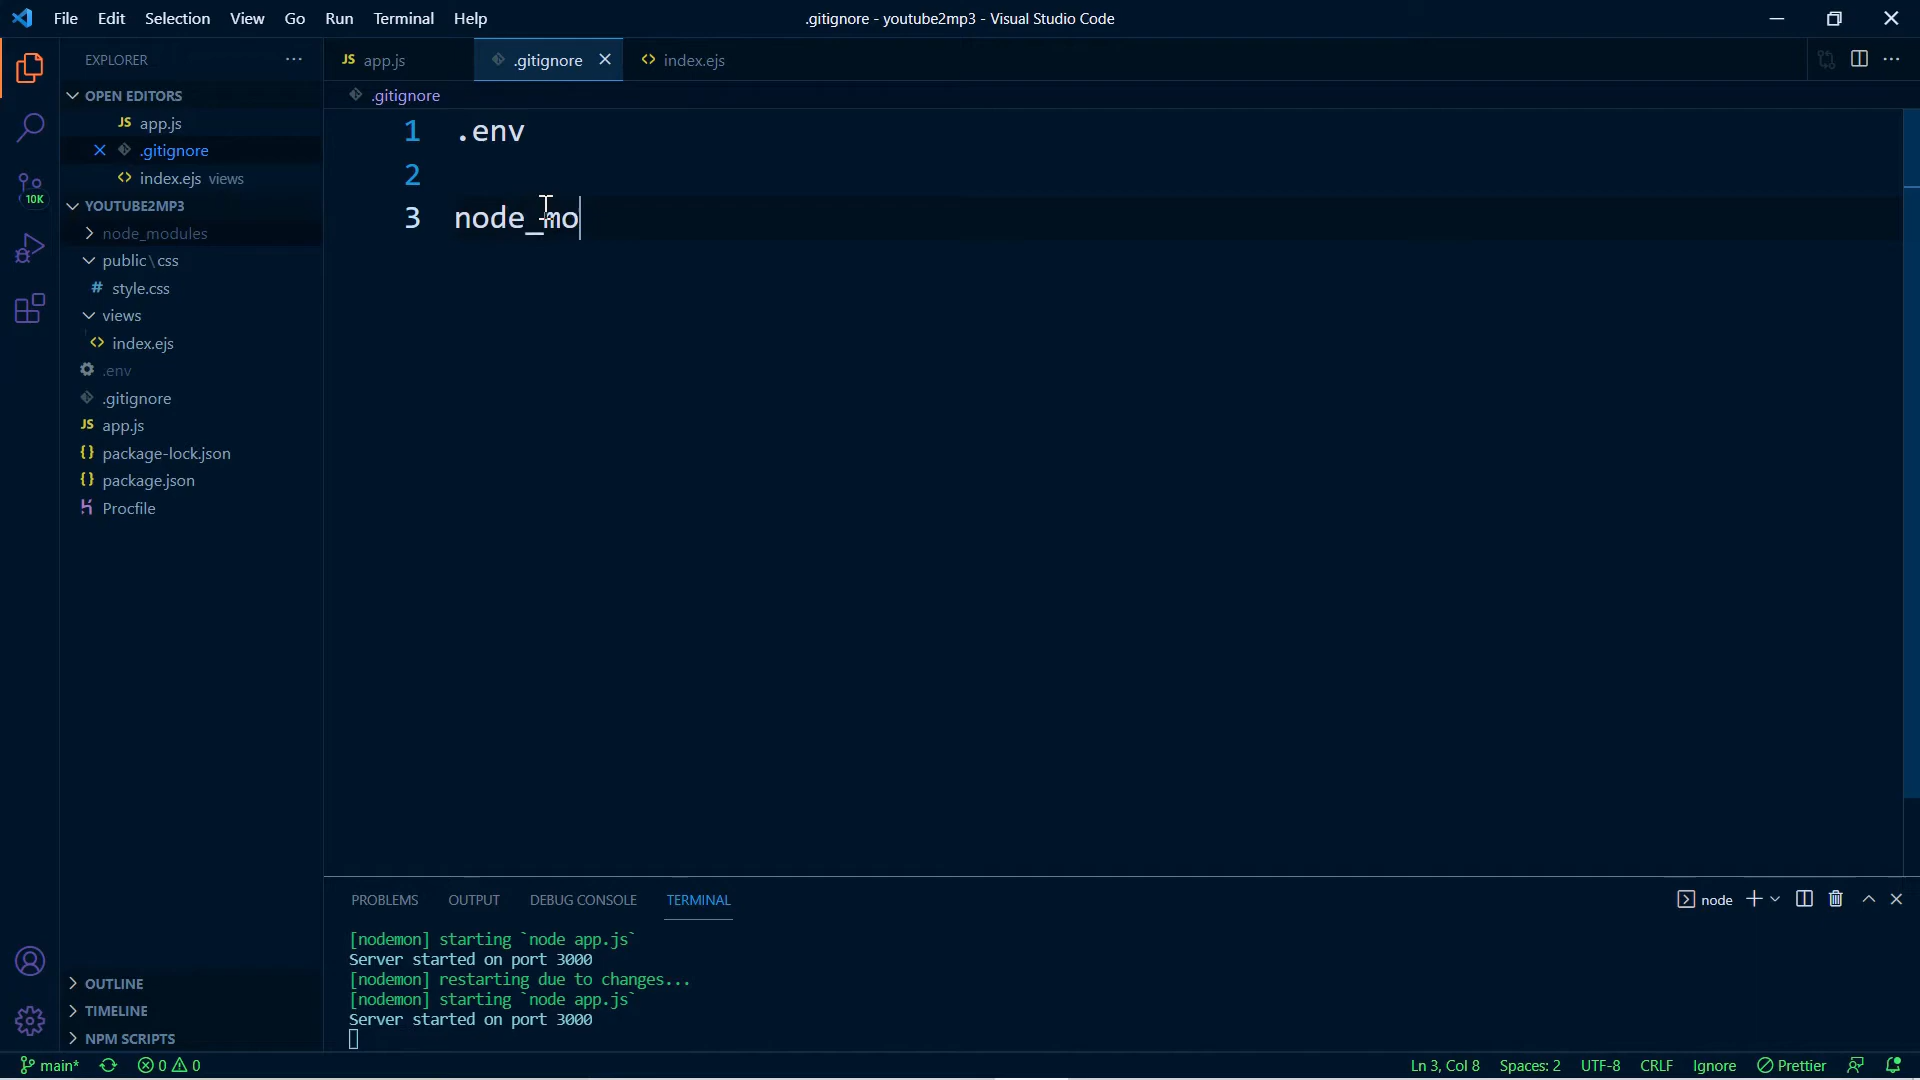 File Edit Selection View Go Run Terminal Help
.gitignore - youtube2mp3 - Visual Studio Code
EXPLORER
OPEN EDITORS
JS app.js
.gitignore
index.ejs views
10K
YOUTUBE2MP3
node_modules
public\css
# style.css
views
index.ejs
.env
.gitignore
JS app.js
package-lock.json
package.json
Procfile
OUTLINE
TIMELINE
NPM SCRIPTS
JS app.js
.gitignore
index.ejs
.gitignore
1 .env
2
3 node_mo
PROBLEMS OUTPUT DEBUG CONSOLE TERMINAL
node
[nodemon] starting `node app.js`
Server started on port 3000
[nodemon] restarting due to changes...
[nodemon] starting `node app.js`
Server started on port 3000
main* 0 0
Ln 3, Col 8 Spaces: 2 UTF-8 CRLF Ignore Prettier